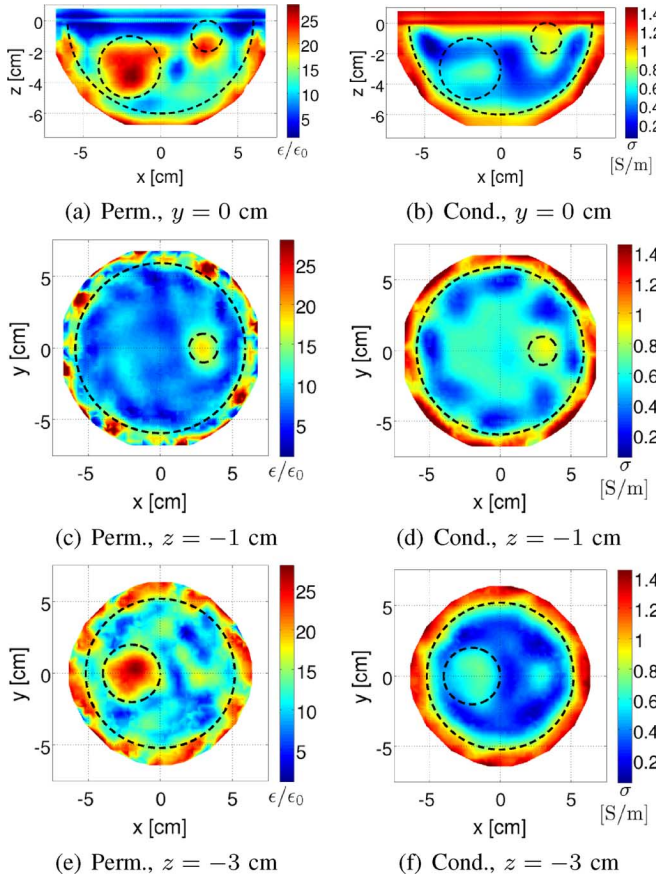 0
-2
-4
-6
z [cm]
-5 0 5
x [cm]
25
20
15
10
5
ϵ/ϵ₀
(a) Perm., y = 0 cm
0
-2
-4
-6
z [cm]
-5 0 5
x [cm]
1.4
1.2
1
0.8
0.6
0.4
0.2
σ
[S/m]
(b) Cond., y = 0 cm
5
0
-5
y [cm]
-5 0 5
x [cm]
25
20
15
10
5
ϵ/ϵ₀
(c) Perm., z = −1 cm
5
0
-5
y [cm]
-5 0 5
x [cm]
1.4
1.2
1
0.8
0.6
0.4
0.2
σ
[S/m]
(d) Cond., z = −1 cm
5
0
-5
y [cm]
-5 0 5
x [cm]
25
20
15
10
5
ϵ/ϵ₀
(e) Perm., z = −3 cm
5
0
-5
y [cm]
-5 0 5
x [cm]
1.4
1.2
1
0.8
0.6
0.4
0.2
σ
[S/m]
(f) Cond., z = −3 cm